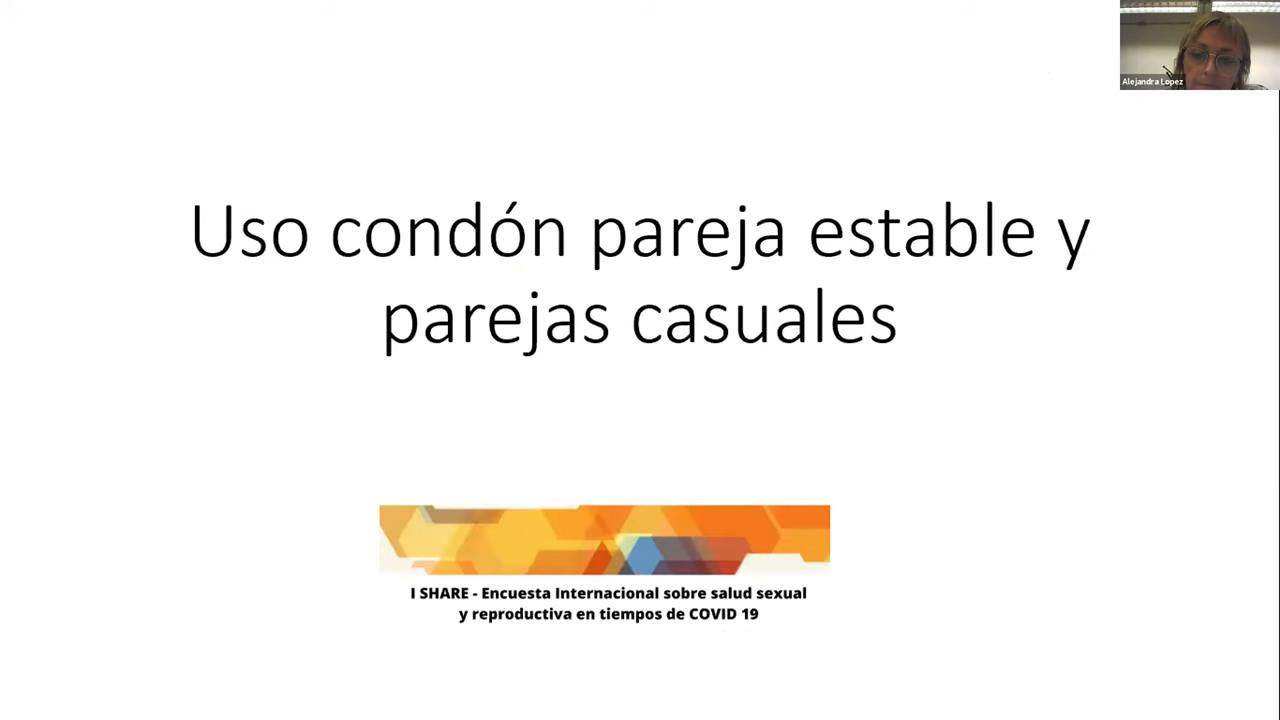 Alejandra Lopez
Uso condón pareja estable y
parejas casuales
I SHARE - Encuesta Internacional sobre salud sexual
y reproductiva en tiempos de COVID 19